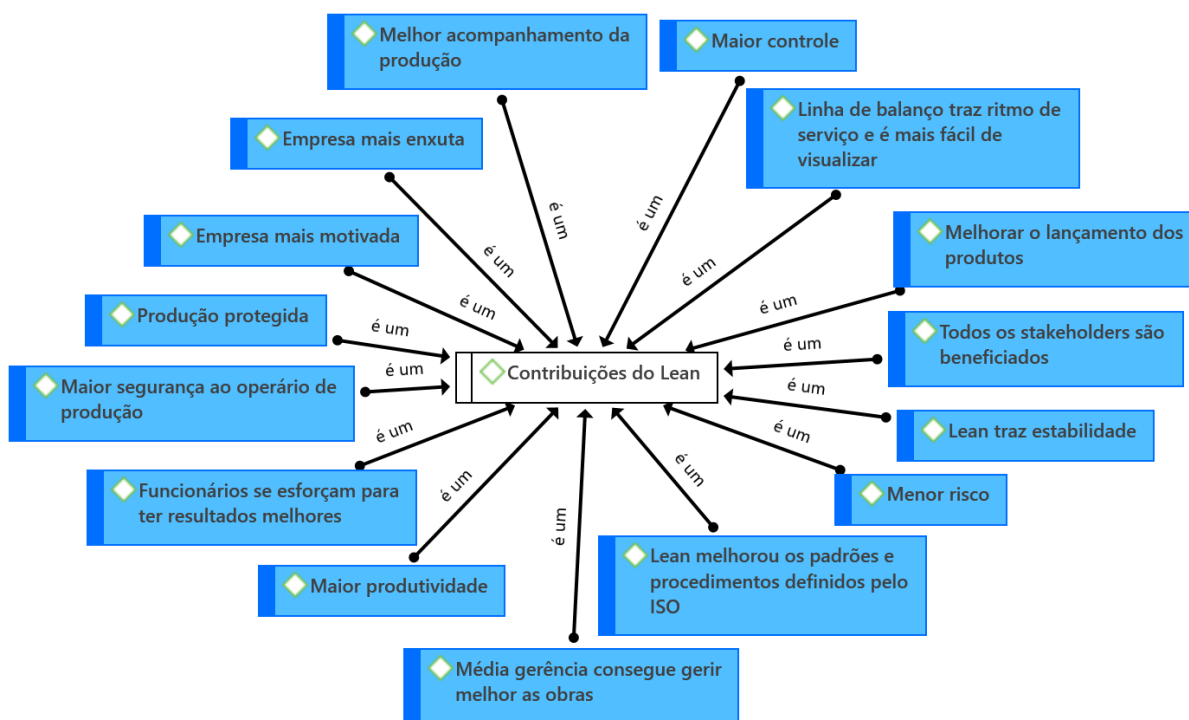 Melhor acompanhamento da
produção
Maior controle
Linha de balanço traz ritmo de
serviço e é mais fácil de
visualizar
Empresa mais enxuta
é um
é um
Empresa mais motivada
Melhorar o lançamento dos
produtos
é um
é um
é um
é um
Produção protegida
é um
Todos os stakeholders são
beneficiados
é um
Contribuições do Lean
Maior segurança ao operário de
produção
é um
é um
Lean traz estabilidade
é um
é um
Funcionários se esforçam para
ter resultados melhores
é um
é um
Menor risco
é um
Lean melhorou os padrões e
procedimentos definidos pelo
ISO
Maior produtividade
Média gerência consegue gerir
melhor as obras